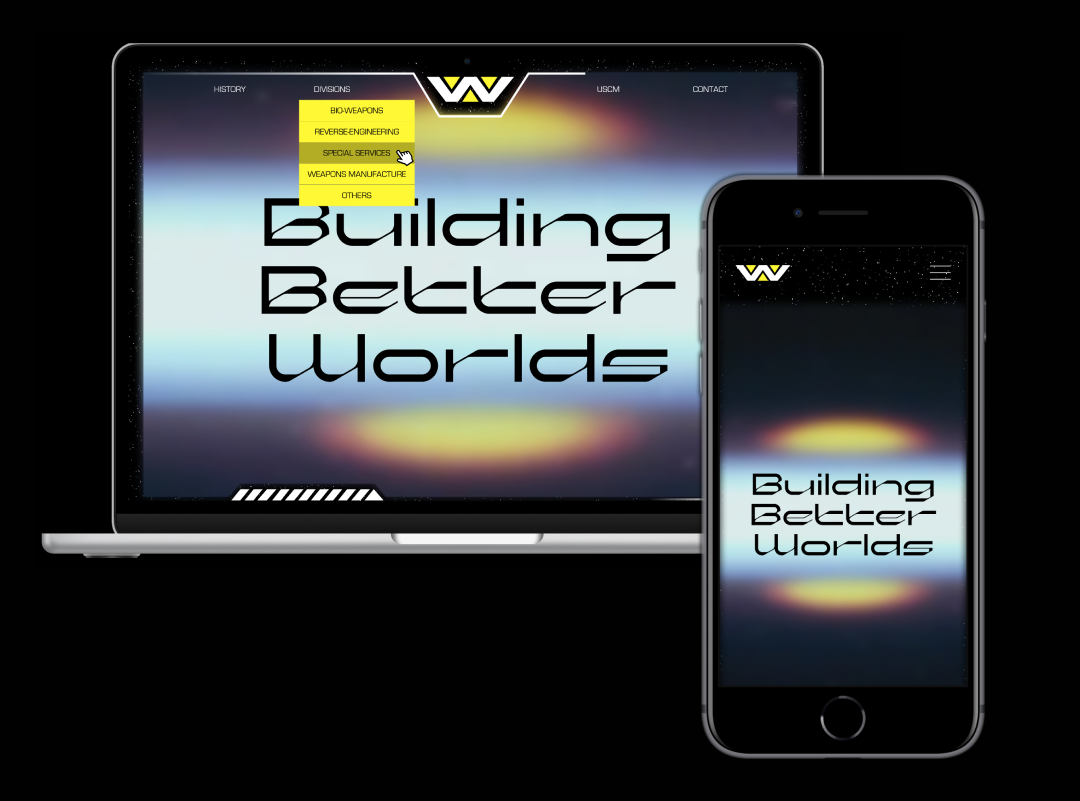 HISTORY
DIVISIONS
USCM
CONTACT
BIO-WEAPONS
REVERSE-ENGINEERING
SPECIAL SERVICES
WEAPONS MANUFACTURE
OTHERS
Building
Better
Worlds
Building
Better
Worlds